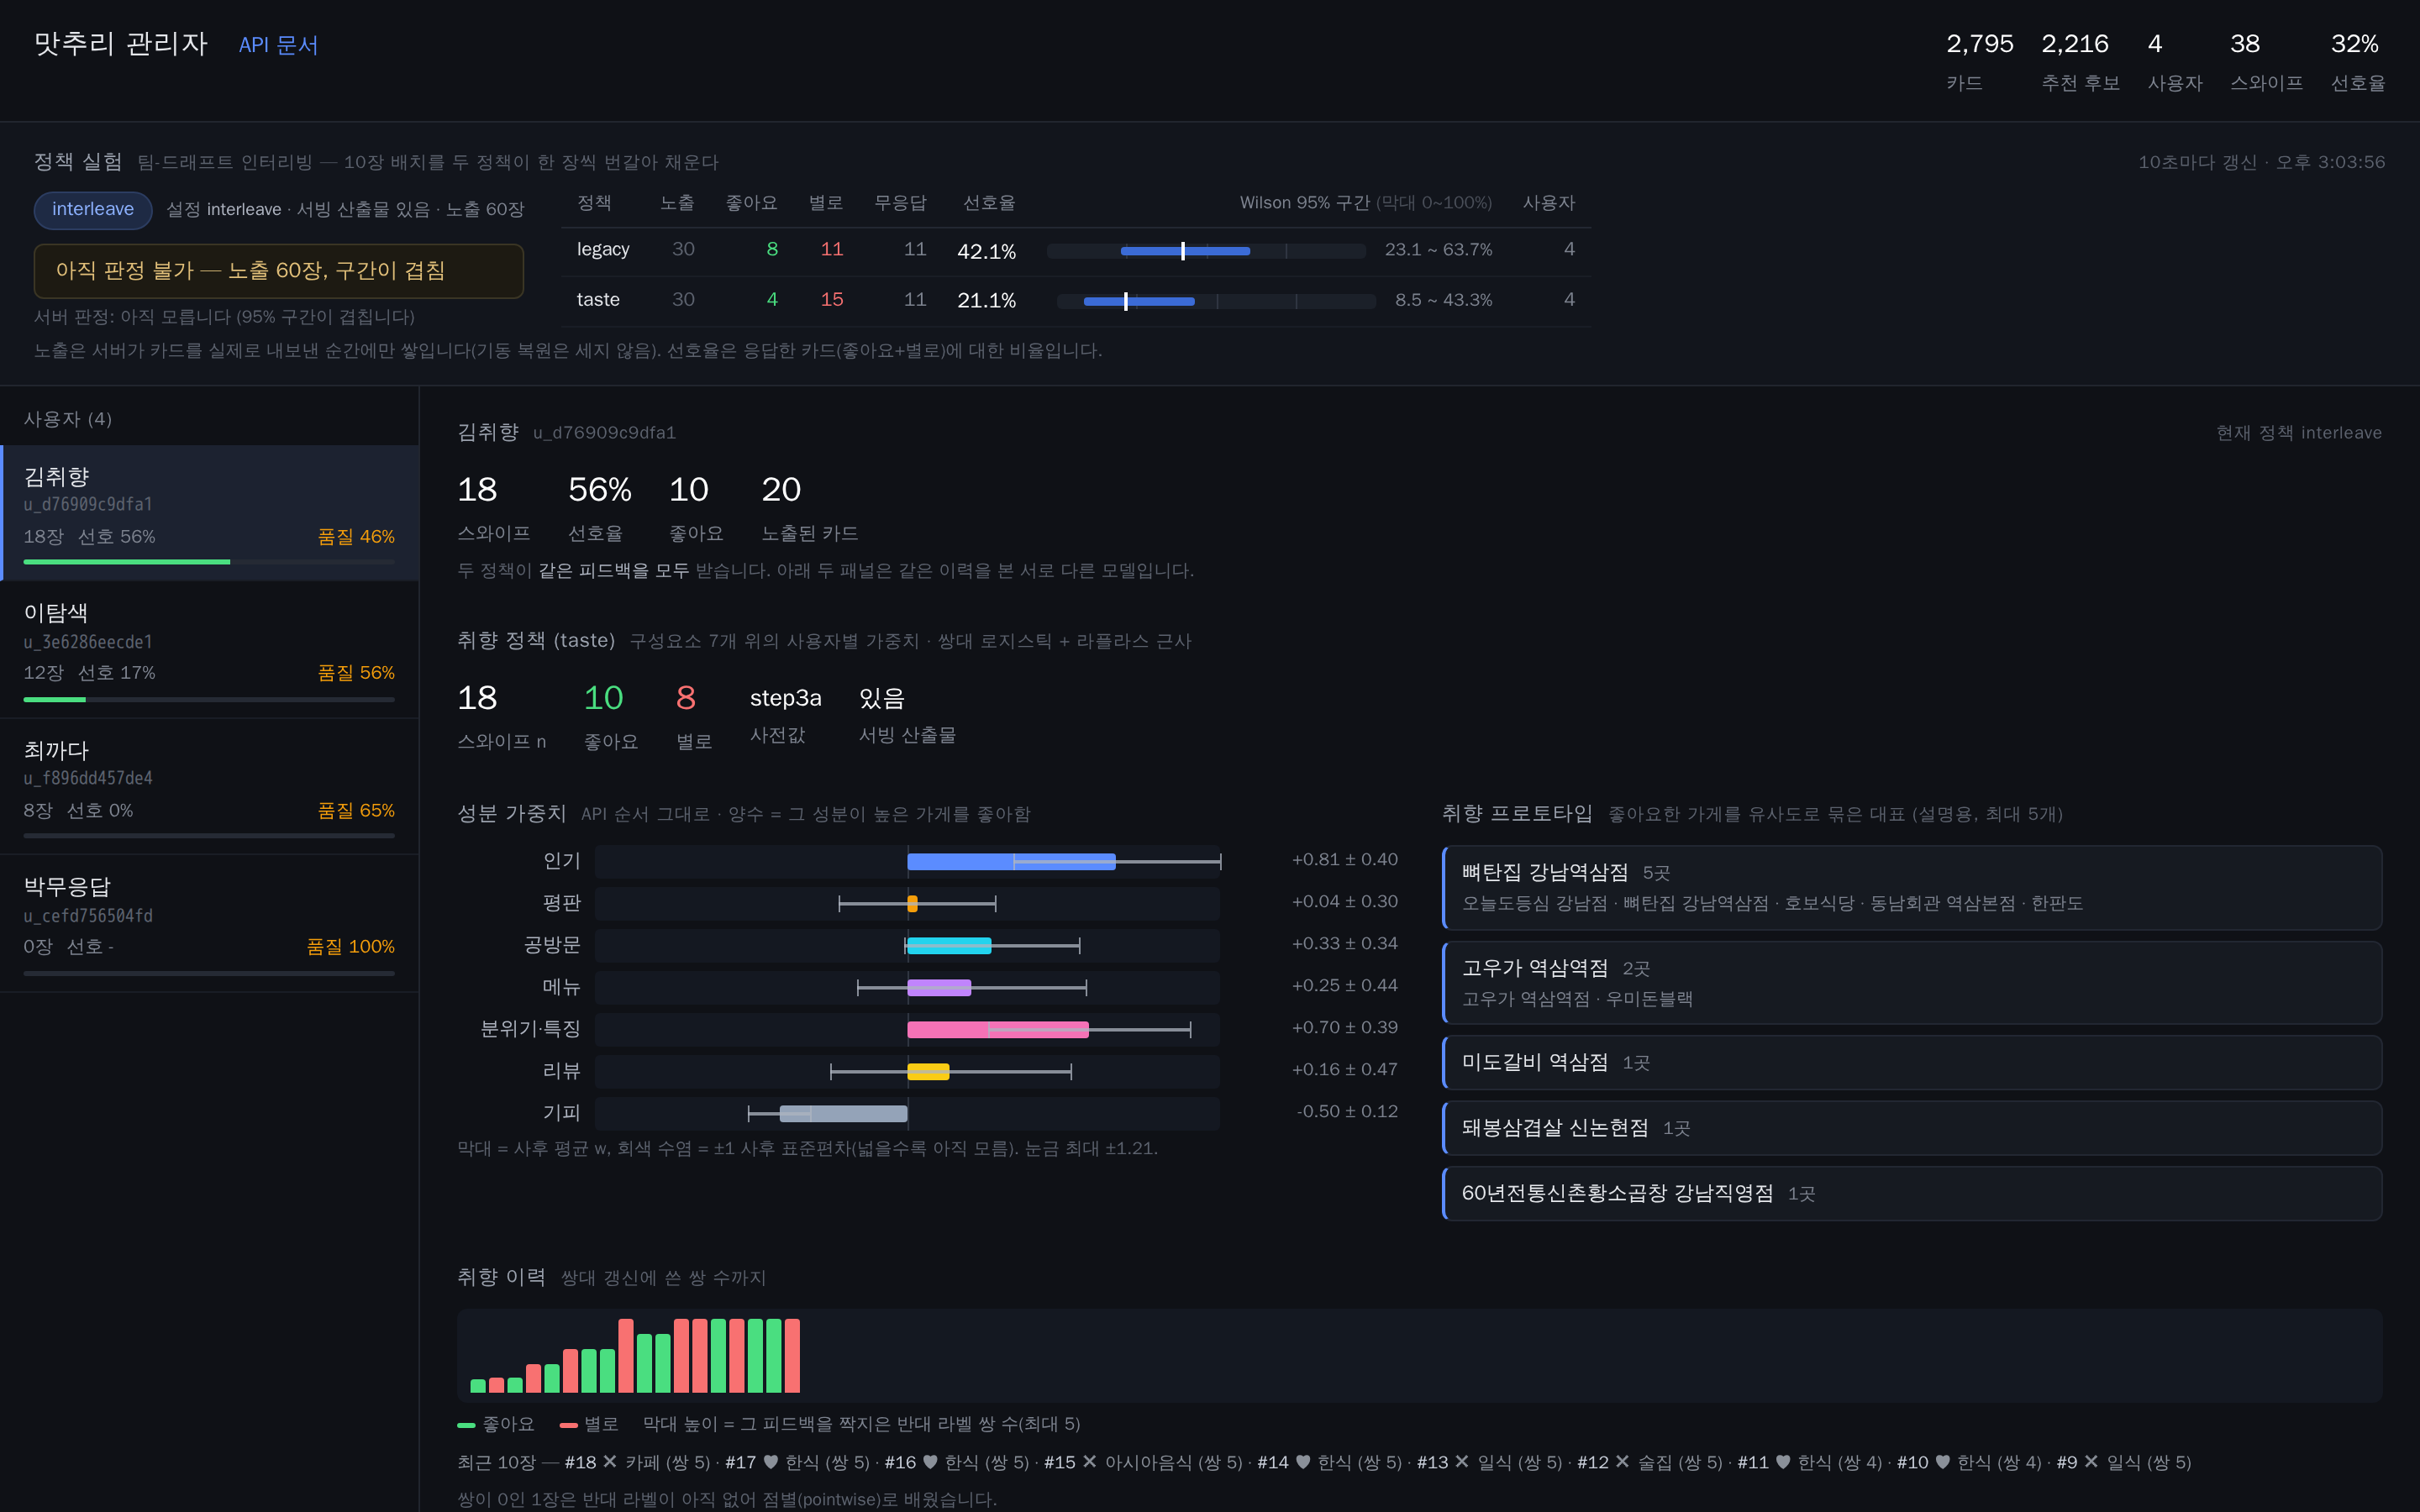 맛추리 관리자 API 문서
2,795 2,216 4 38 32%
카드 추천 후보 사용자 스와이프 선호율
정책 실험 팀-드래프트 인터리빙 — 10장 배치를 두 정책이 한 장씩 번갈아 채운다
10초마다 갱신 · 오후 3:03:56
interleave 설정 interleave · 서빙 산출물 있음 · 노출 60장
아직 판정 불가 — 노출 60장, 구간이 겹침
서버 판정: 아직 모릅니다 (95% 구간이 겹칩니다)
정책 노출 좋아요 별로 무응답 선호율 Wilson 95% 구간 (막대 0~100%) 사용자
legacy 30 8 11 11 42.1% 23.1 ~ 63.7% 4
taste 30 4 15 11 21.1% 8.5 ~ 43.3% 4
노출은 서버가 카드를 실제로 내보낸 순간에만 쌓입니다(기동 복원은 세지 않음). 선호율은 응답한 카드(좋아요+별로)에 대한 비율입니다.
사용자 (4)
김취향
u_d76909c9dfa1
18장 선호 56% 품질 46%
이탐색
u_3e6286eecde1
12장 선호 17% 품질 56%
최까다
u_f896dd457de4
8장 선호 0% 품질 65%
박무응답
u_cefd756504fd
0장 선호 - 품질 100%
김취향 u_d76909c9dfa1
현재 정책 interleave
18 56% 10 20
스와이프 선호율 좋아요 노출된 카드
두 정책이 같은 피드백을 모두 받습니다. 아래 두 패널은 같은 이력을 본 서로 다른 모델입니다.
취향 정책 (taste) 구성요소 7개 위의 사용자별 가중치 · 쌍대 로지스틱 + 라플라스 근사
18 10 8 step3a 있음
스와이프 n 좋아요 별로 사전값 서빙 산출물
성분 가중치 API 순서 그대로 · 양수 = 그 성분이 높은 가게를 좋아함
인기 +0.81 ± 0.40
평판 +0.04 ± 0.30
공방문 +0.33 ± 0.34
메뉴 +0.25 ± 0.44
분위기·특징 +0.70 ± 0.39
리뷰 +0.16 ± 0.47
기피 -0.50 ± 0.12
막대 = 사후 평균 w, 회색 수염 = ±1 사후 표준편차(넓을수록 아직 모름). 눈금 최대 ±1.21.
취향 프로토타입 좋아요한 가게를 유사도로 묶은 대표 (설명용, 최대 5개)
뼈탄집 강남역삼점 5곳
오늘도등심 강남점 · 뼈탄집 강남역삼점 · 호보식당 · 동남회관 역삼본점 · 한판도
고우가 역삼역점 2곳
고우가 역삼역점 · 우미돈블랙
미도갈비 역삼점 1곳
돼봉삼겹살 신논현점 1곳
60년전통신촌황소곱창 강남직영점 1곳
취향 이력 쌍대 갱신에 쓴 쌍 수까지
좋아요 별로 막대 높이 = 그 피드백을 짝지은 반대 라벨 쌍 수(최대 5)
최근 10장 — #18 ✕ 카페 (쌍 5) · #17 ♥ 한식 (쌍 5) · #16 ♥ 한식 (쌍 5) · #15 ✕ 아시아음식 (쌍 5) · #14 ♥ 한식 (쌍 5) · #13 ✕ 일식 (쌍 5) · #12 ✕ 술집 (쌍 5) · #11 ♥ 한식 (쌍 4) · #10 ♥ 한식 (쌍 4) · #9 ✕ 일식 (쌍 5)
쌍이 0인 1장은 반대 라벨이 아직 없어 점별(pointwise)로 배웠습니다.